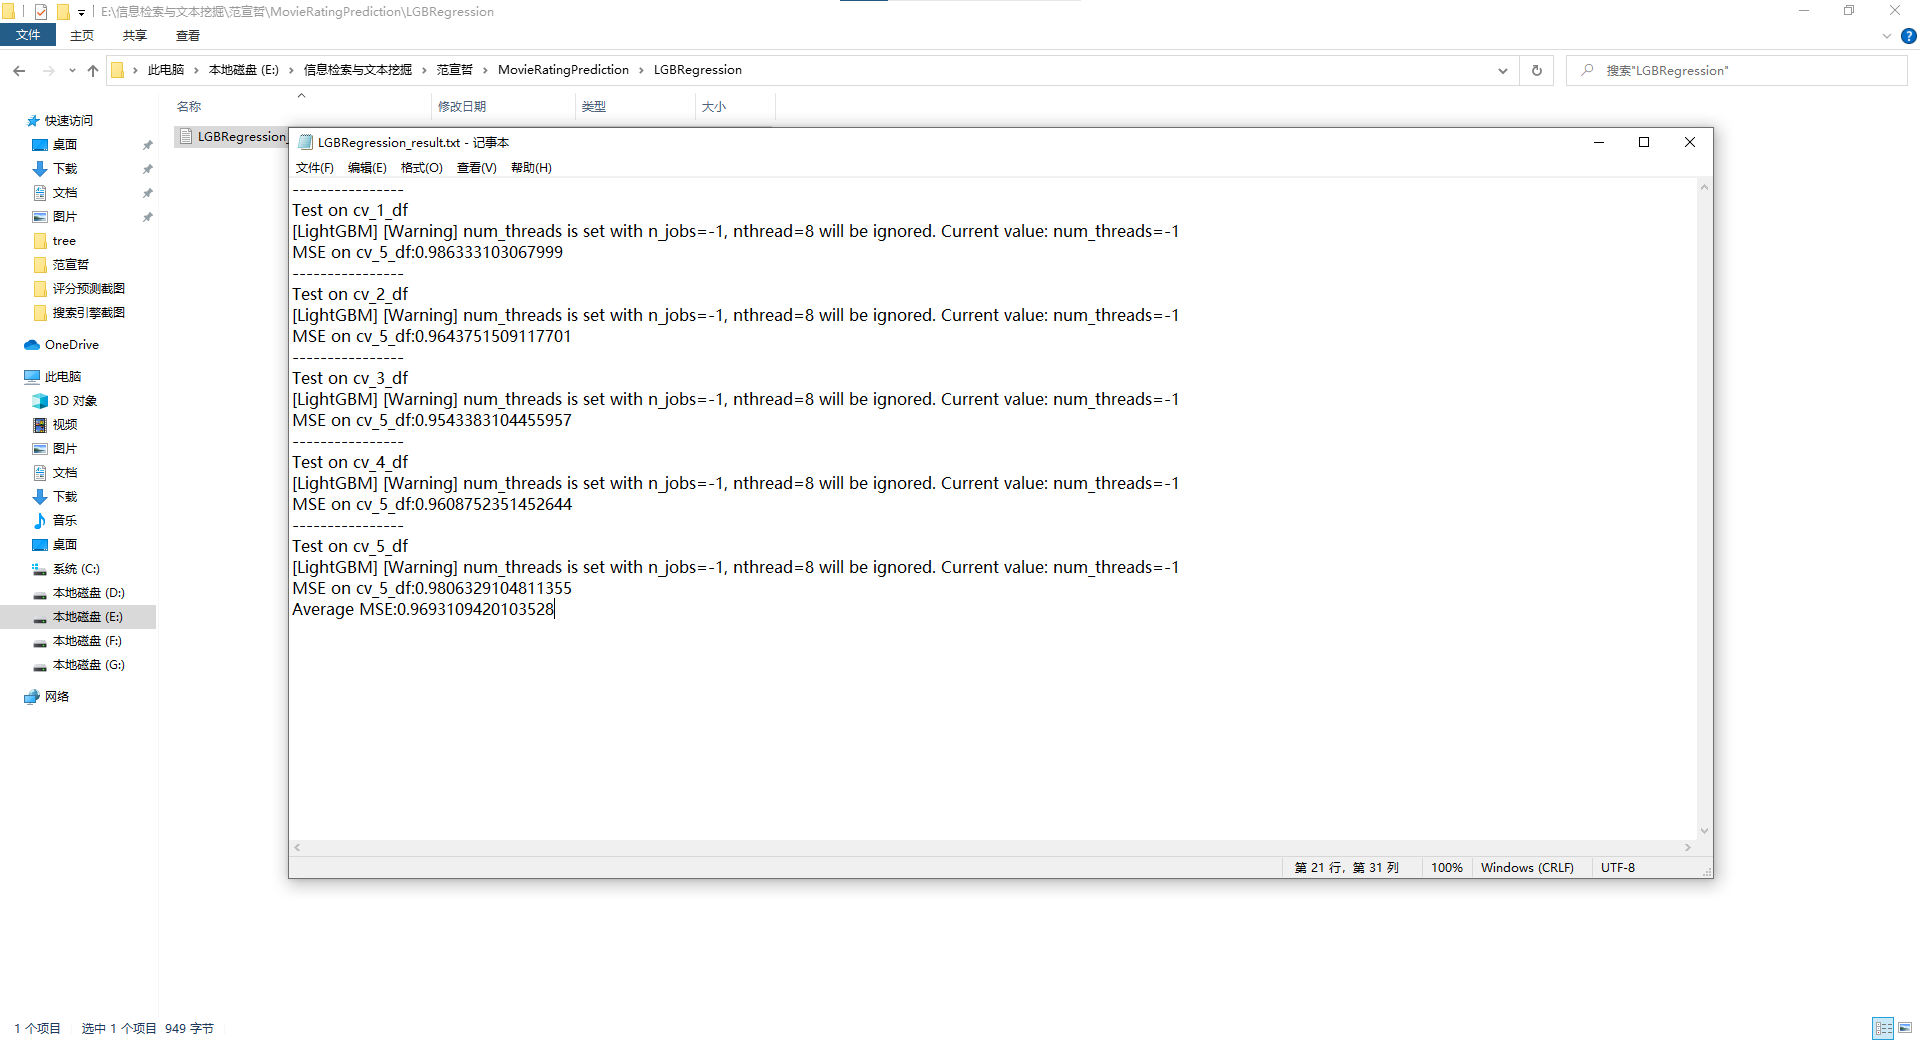 E:\信息检索与文本挖掘\范宣哲\MovieRatingPrediction\LGBRegression
文件 主页 共享 查看
此电脑 本地磁盘 (E:) 信息检索与文本挖掘 范宣哲 MovieRatingPrediction LGBRegression
搜索"LGBRegression"
名称 修改日期 类型 大小
快速访问
桌面
下载
文档
图片
tree
范宣哲
评分预测截图
搜索引擎截图
OneDrive
此电脑
3D 对象
视频
图片
文档
下载
音乐
桌面
系统 (C:)
本地磁盘 (D:)
本地磁盘 (E:)
本地磁盘 (F:)
本地磁盘 (G:)
网络
LGBRegression_
LGBRegression_result.txt - 记事本
文件(F) 编辑(E) 格式(O) 查看(V) 帮助(H)
----------------
Test on cv_1_df
[LightGBM] [Warning] num_threads is set with n_jobs=-1, nthread=8 will be ignored. Current value: num_threads=-1
MSE on cv_5_df:0.986333103067999
----------------
Test on cv_2_df
[LightGBM] [Warning] num_threads is set with n_jobs=-1, nthread=8 will be ignored. Current value: num_threads=-1
MSE on cv_5_df:0.9643751509117701
----------------
Test on cv_3_df
[LightGBM] [Warning] num_threads is set with n_jobs=-1, nthread=8 will be ignored. Current value: num_threads=-1
MSE on cv_5_df:0.9543383104455957
----------------
Test on cv_4_df
[LightGBM] [Warning] num_threads is set with n_jobs=-1, nthread=8 will be ignored. Current value: num_threads=-1
MSE on cv_5_df:0.9608752351452644
----------------
Test on cv_5_df
[LightGBM] [Warning] num_threads is set with n_jobs=-1, nthread=8 will be ignored. Current value: num_threads=-1
MSE on cv_5_df:0.9806329104811355
Average MSE:0.9693109420103528
第 21 行，第 31 列 100% Windows (CRLF) UTF-8
1 个项目 选中 1 个项目 949 字节